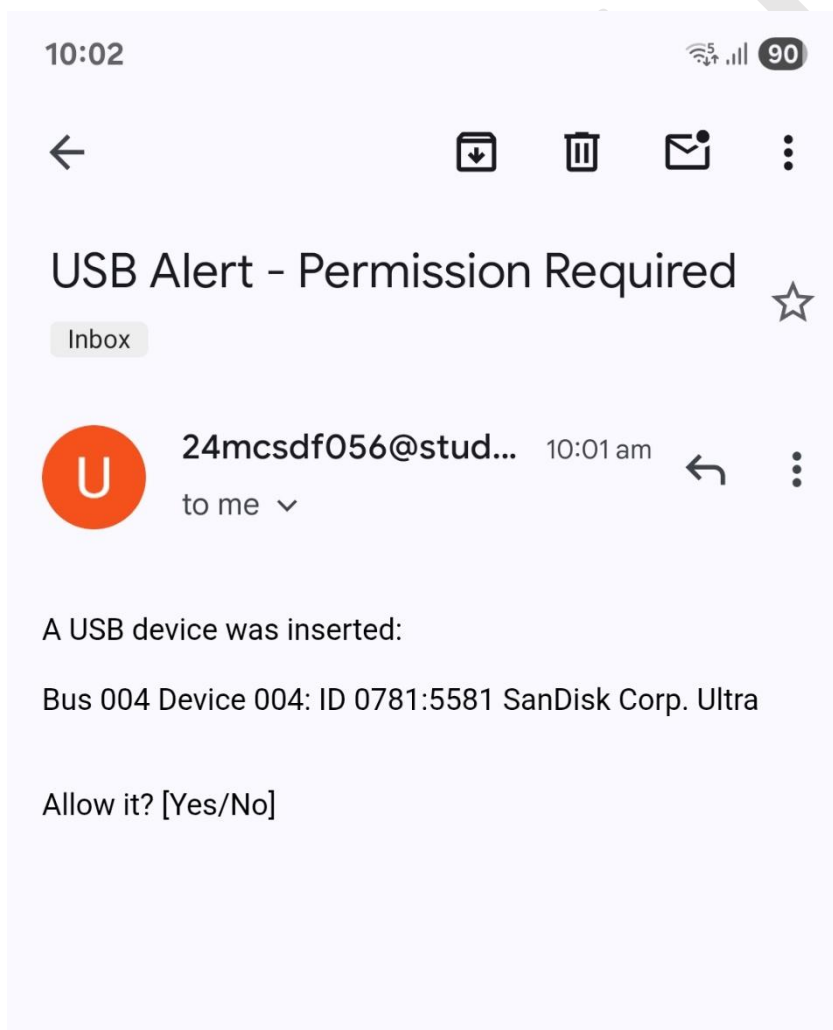 10:02
5
90
USB Alert - Permission Required
Inbox
U
24mcsdf056@stud... 10:01 am
to me
A USB device was inserted:
Bus 004 Device 004: ID 0781:5581 SanDisk Corp. Ultra
Allow it? [Yes/No]